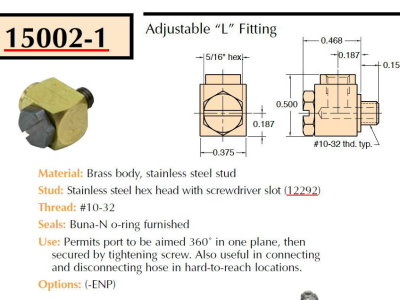 15002-1
Adjustable “L” Fitting
5/16" hex
0.468
0.187
0.15
0.500
0.187
0.375
#10-32 thd. typ.
Material: Brass body, stainless steel stud
Stud: Stainless steel hex head with screwdriver slot (12292)
Thread: #10-32
Seals: Buna-N o-ring furnished
Use: Permits port to be aimed 360˚ in one plane, then
secured by tightening screw. Also useful in connecting
and disconnecting hose in hard-to-reach locations.
Options: (-ENP)